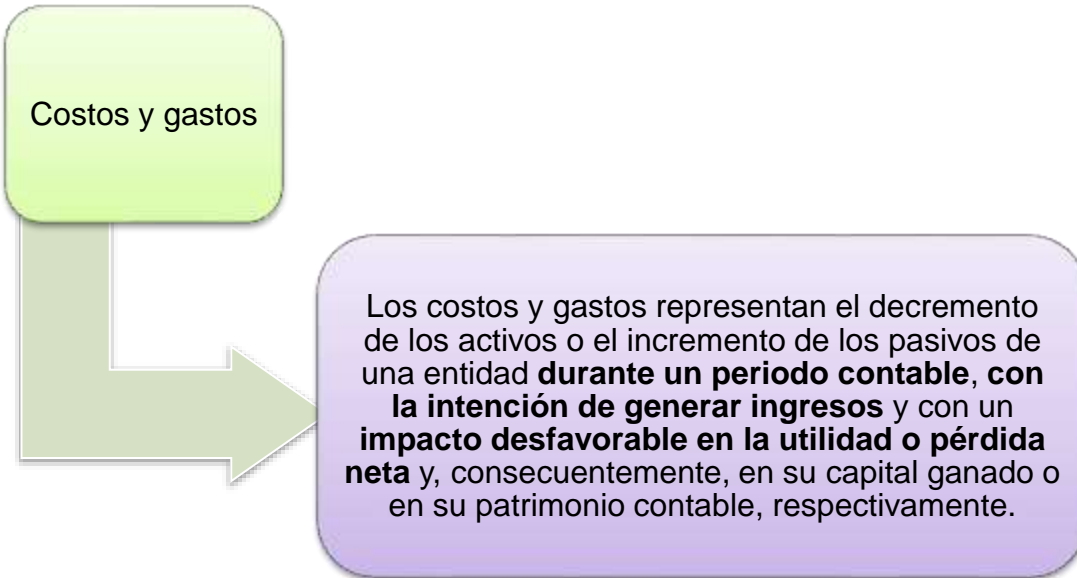 Costos y gastos
Los costos y gastos representan el decremento
de los activos o el incremento de los pasivos de
una entidad durante un periodo contable, con
la intención de generar ingresos y con un
impacto desfavorable en la utilidad o pérdida
neta y, consecuentemente, en su capital ganado o
en su patrimonio contable, respectivamente.